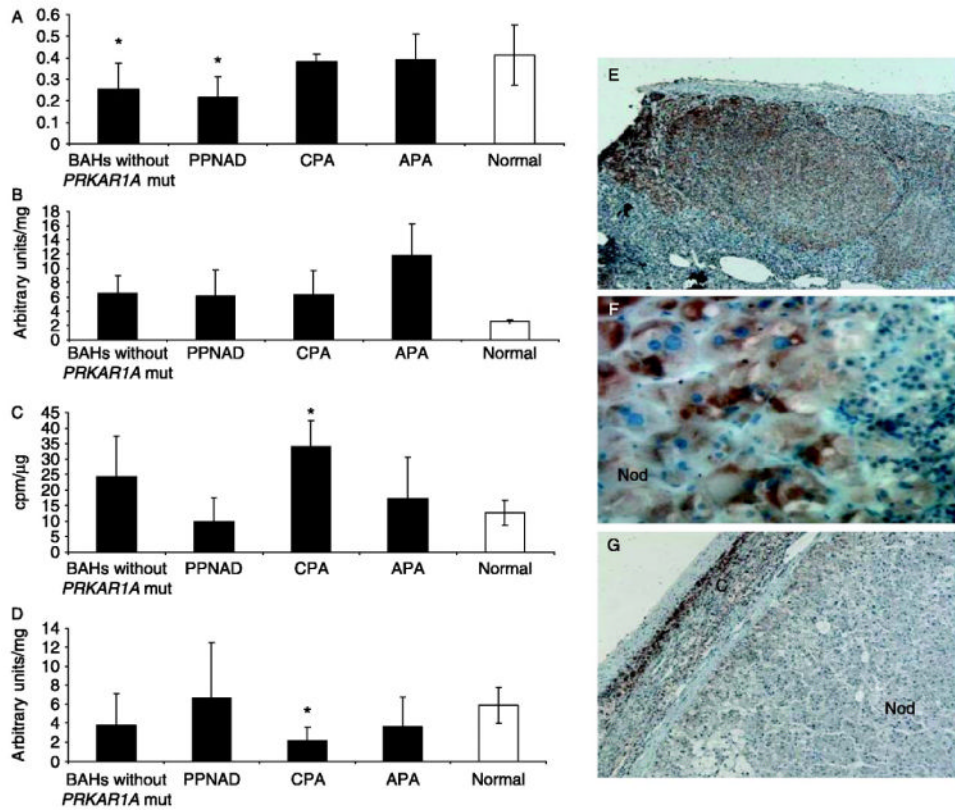 A
0.6
0.5
0.4
0.3
0.2
0.1
0
*
*
BAHs without
PRKAR1A mut
PPNAD
CPA
APA
Normal
B
Arbitrary units/mg
18
16
14
12
10
8
6
4
2
0
BAHs without
PRKAR1A mut
PPNAD
CPA
APA
Normal
C
cpm/µg
45
40
35
30
25
20
15
10
5
0
*
BAHs without
PRKAR1A mut
PPNAD
CPA
APA
Normal
D
Arbitrary units/mg
14
12
10
8
6
4
2
0
*
BAHs without
PRKAR1A mut
PPNAD
CPA
APA
Normal
E
F
Nod
G
C
Nod